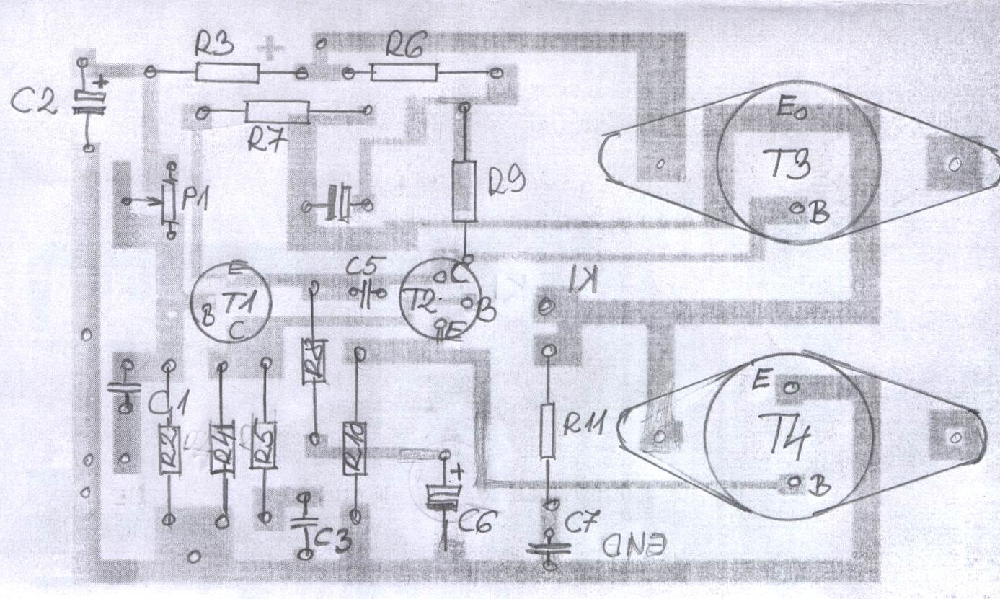 R3 + R6
+
C2
R7
E
T3
B
R9
P1
E
T1
B
C
C5
C
T2
B
E
K1
R8
E
T4
B
C1
R2
R4
R5
R10
R11
+
C6
C3
C7
GND